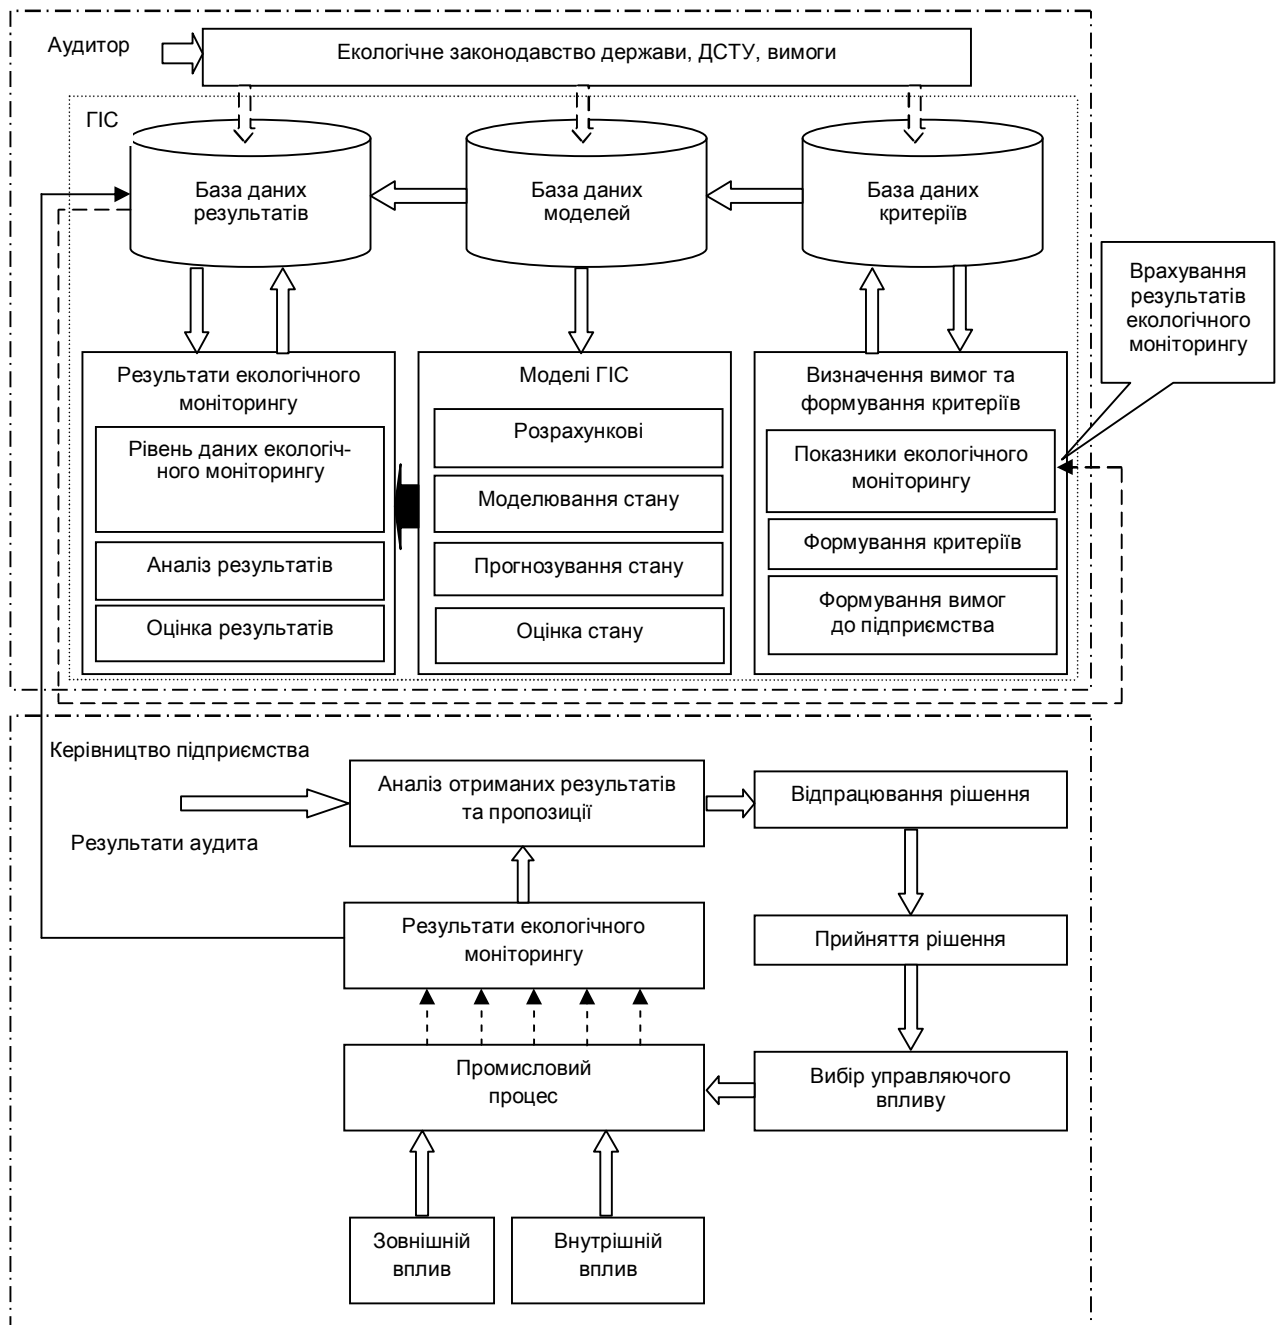 Аудитор
Екологічне законодавство держави, ДСТУ, вимоги
ГІС
База даних
результатів
База даних
моделей
База даних
критеріїв
Врахування
результатів
екологічного
моніторингу
Результати екологічного
моніторингу
Рівень даних екологіч-
ного моніторингу
Аналіз результатів
Оцінка результатів
Моделі ГІС
Розрахункові
Моделювання стану
Прогнозування стану
Оцінка стану
Визначення вимог та
формування критеріїв
Показники екологічного
моніторингу
Формування критеріїв
Формування вимог
до підприємства
Керівництво підприємства
Результати аудита
Аналіз отриманих результатів
та пропозиції
Відпрацювання рішення
Результати екологічного
моніторингу
Прийняття рішення
Промисловий
процес
Вибір управляючого
впливу
Зовнішній
вплив
Внутрішній
вплив